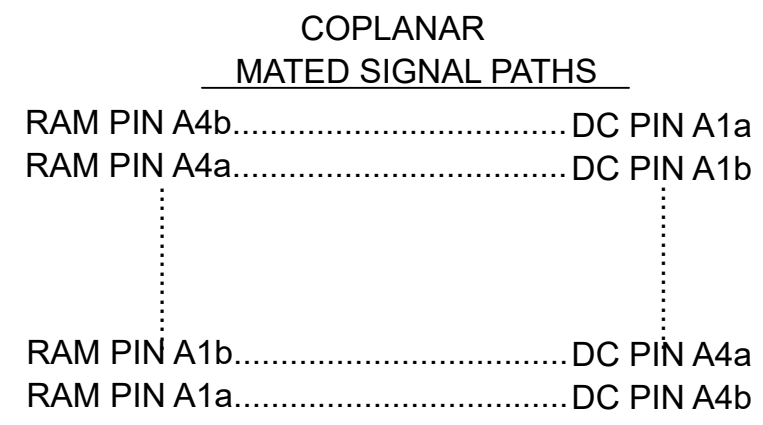 COPLANAR
MATED SIGNAL PATHS
RAM PIN A4b...................................DC PIN A1a
RAM PIN A4a...................................DC PIN A1b
RAM PIN A1b...................................DC PIN A4a
RAM PIN A1a...................................DC PIN A4b